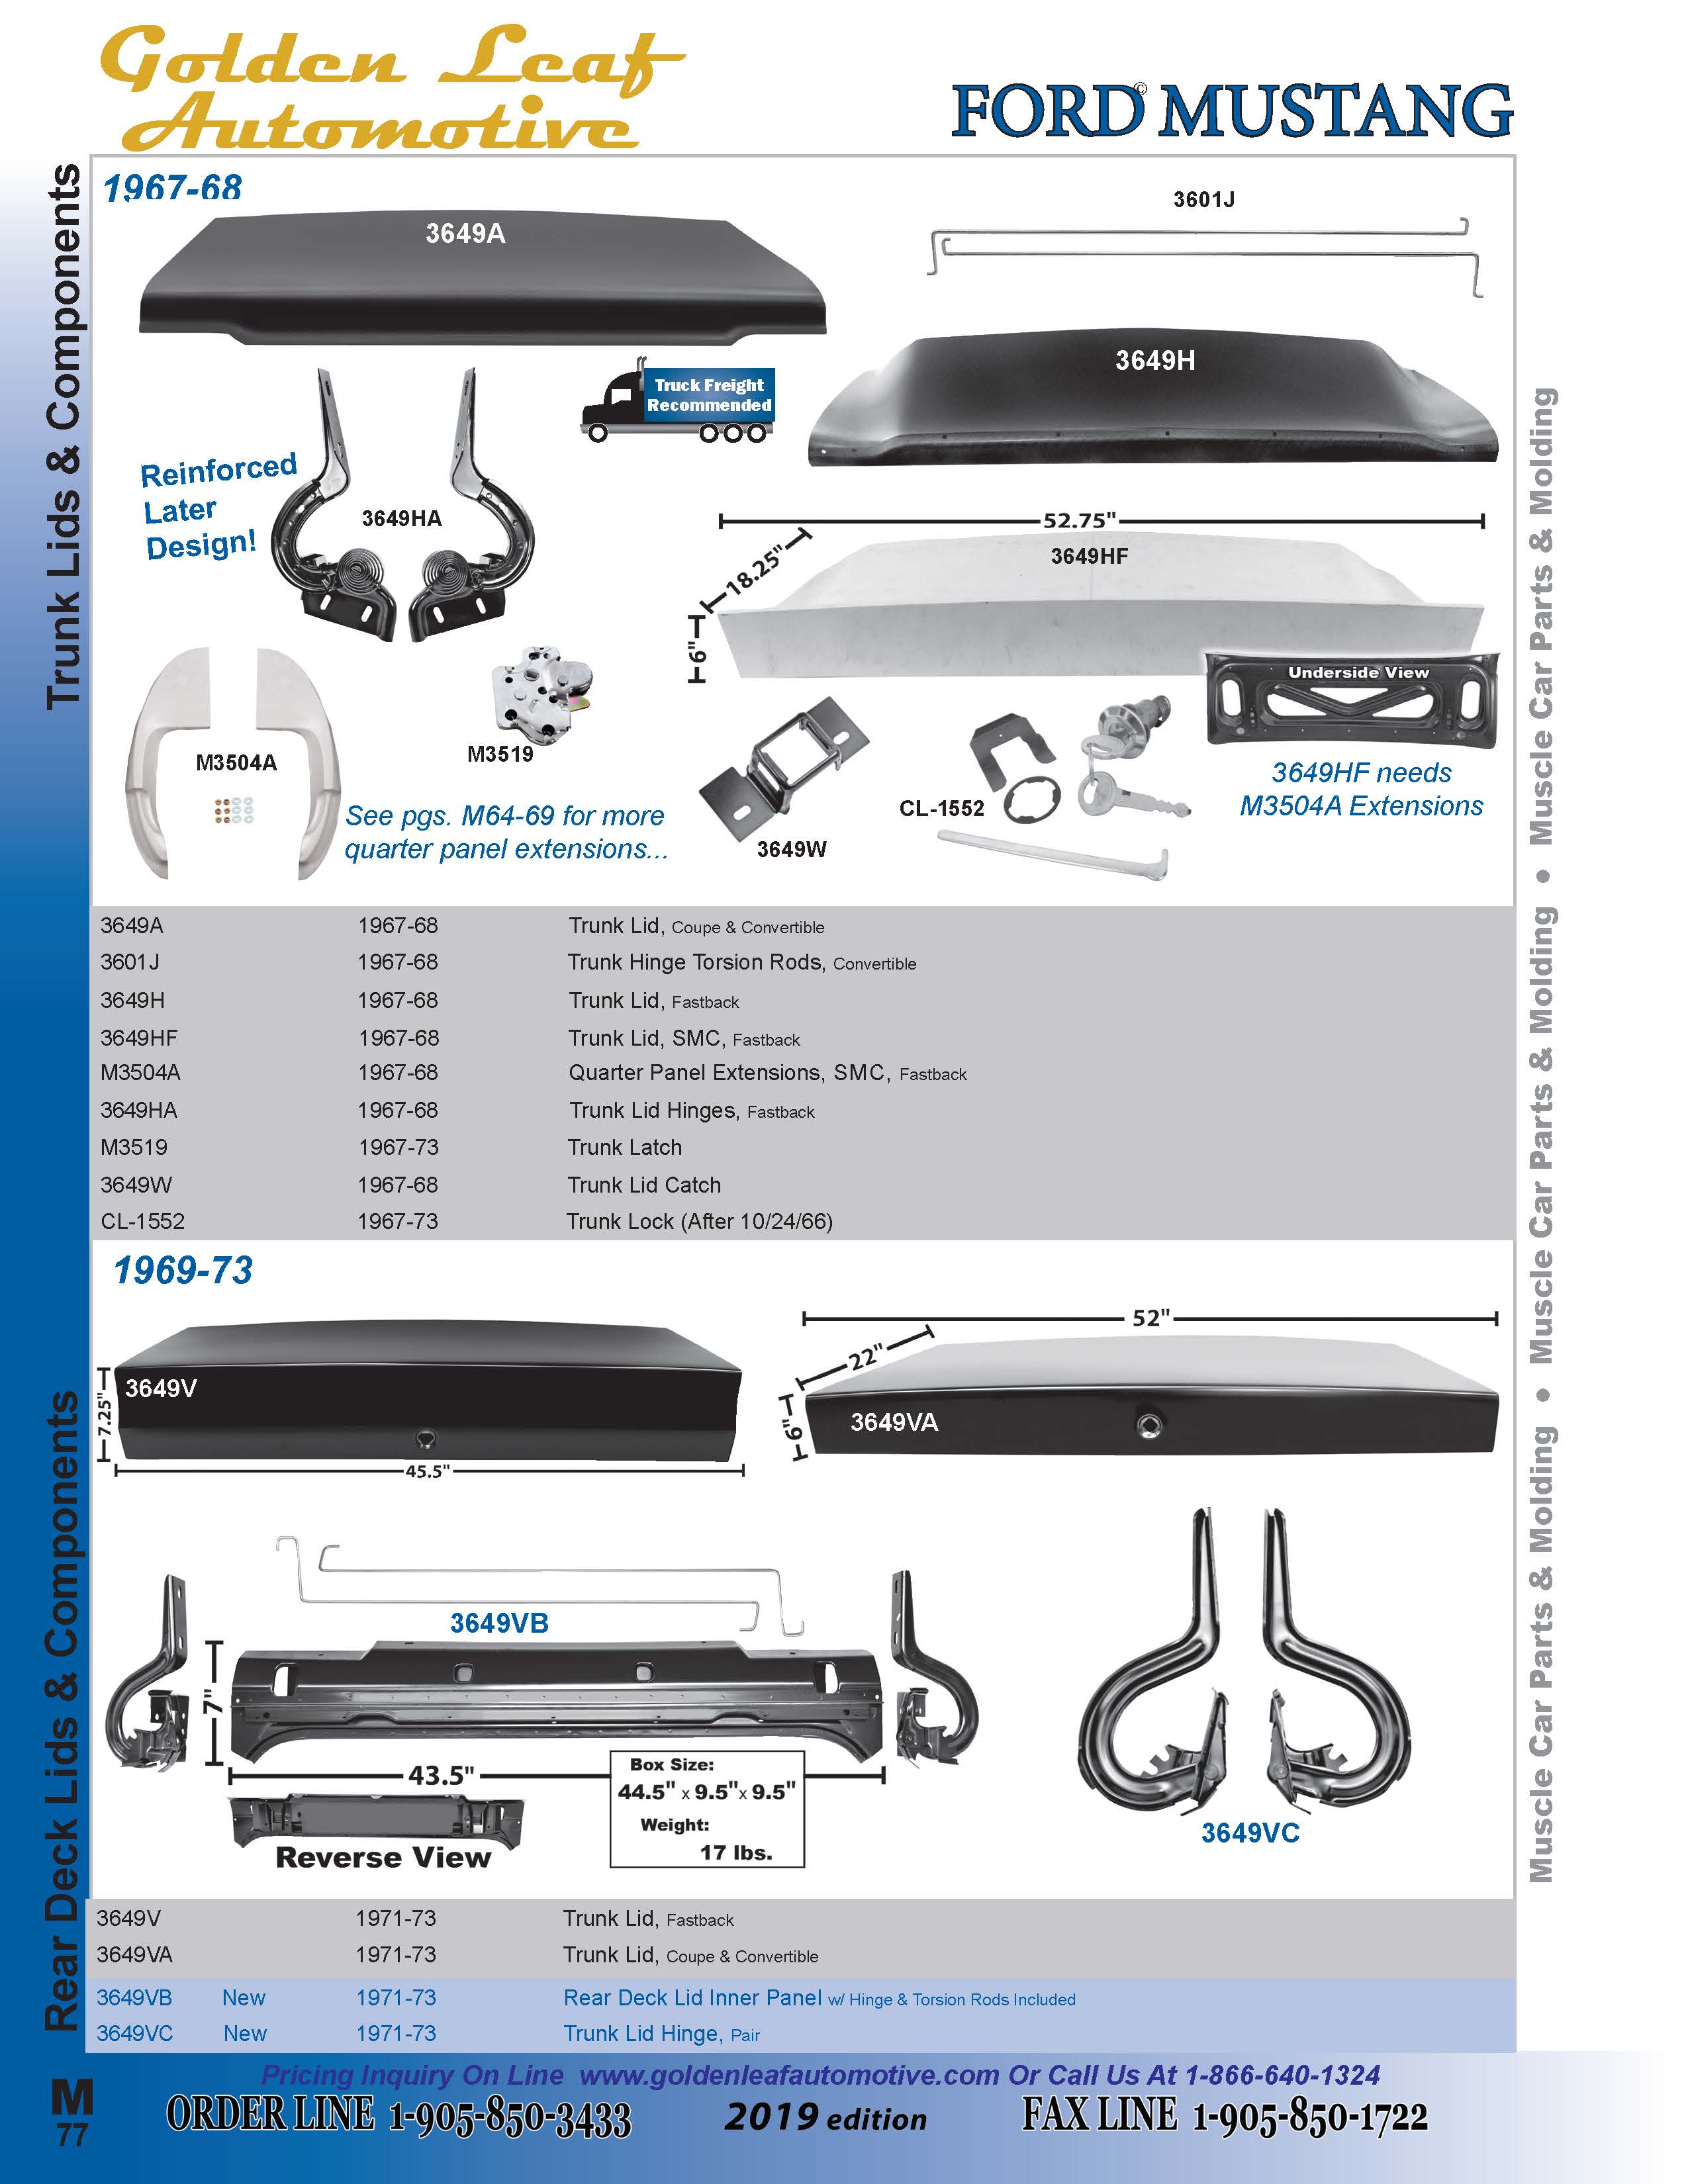 Golden Leaf
Automotive
FORD© MUSTANG
Trunk Lids & Components
1967-68
3649A
3601J
3649H
Truck Freight
Recommended
Reinforced
Later
Design!
3649HA
52.75"
18.25"
6"
3649HF
Underside View
M3504A
M3519
3649W
CL-1552
3649HF needs
M3504A Extensions
See pgs. M64-69 for more
quarter panel extensions...
3649A 1967-68 Trunk Lid, Coupe & Convertible
3601J 1967-68 Trunk Hinge Torsion Rods, Convertible
3649H 1967-68 Trunk Lid, Fastback
3649HF 1967-68 Trunk Lid, SMC, Fastback
M3504A 1967-68 Quarter Panel Extensions, SMC, Fastback
3649HA 1967-68 Trunk Lid Hinges, Fastback
M3519 1967-73 Trunk Latch
3649W 1967-68 Trunk Lid Catch
CL-1552 1967-73 Trunk Lock (After 10/24/66)
Rear Deck Lids & Components
1969-73
3649V
7.25"
45.5"
52"
22"
6"
3649VA
3649VB
7"
43.5"
Reverse View
Box Size:
44.5" x 9.5"x 9.5"
Weight:
17 lbs.
3649VC
3649V 1971-73 Trunk Lid, Fastback
3649VA 1971-73 Trunk Lid, Coupe & Convertible
3649VB New 1971-73 Rear Deck Lid Inner Panel w/ Hinge & Torsion Rods Included
3649VC New 1971-73 Trunk Lid Hinge, Pair
Muscle Car Parts & Molding • Muscle Car Parts & Molding • Muscle Car Parts & Molding
Pricing Inquiry On Line www.goldenleafautomotive.com Or Call Us At 1-866-640-1324
M
77
ORDER LINE 1-905-850-3433
2019 edition
FAX LINE 1-905-850-1722